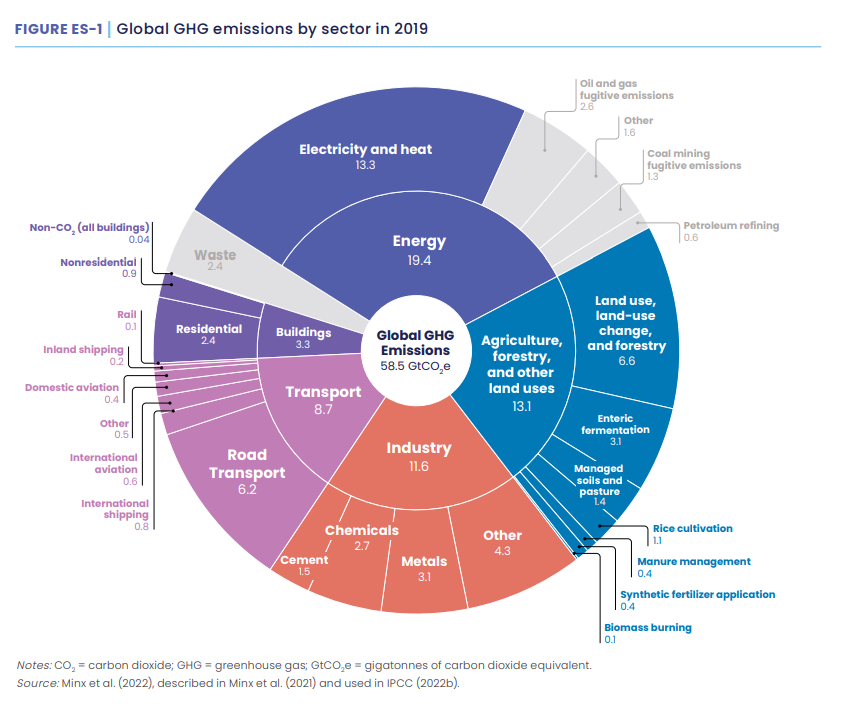 FIGURE ES-1 | Global GHG emissions by sector in 2019
Oil and gas
fugitive emissions
2.6
Other
1.6
Coal mining
fugitive emissions
1.3
Petroleum refining
0.6
Electricity and heat
13.3
Energy
19.4
Waste
2.4
Non-CO₂ (all buildings)
0.04
Nonresidential
0.9
Residential
2.4
Buildings
3.3
Global GHG
Emissions
58.5 GtCO₂e
Agriculture,
forestry,
and other
land uses
13.1
Land use,
land-use
change,
and forestry
6.6
Enteric
fermentation
3.1
Managed
soils and
pasture
1.4
Rice cultivation
1.1
Manure management
0.4
Synthetic fertilizer application
0.4
Biomass burning
0.1
Rail
0.1
Inland shipping
0.2
Domestic aviation
0.4
Other
0.5
International
aviation
0.6
International
shipping
0.8
Transport
8.7
Road
Transport
6.2
Industry
11.6
Cement
1.5
Chemicals
2.7
Metals
3.1
Other
4.3
Notes: CO₂ = carbon dioxide; GHG = greenhouse gas; GtCO₂e = gigatonnes of carbon dioxide equivalent.
Source: Minx et al. (2022), described in Minx et al. (2021) and used in IPCC (2022b).